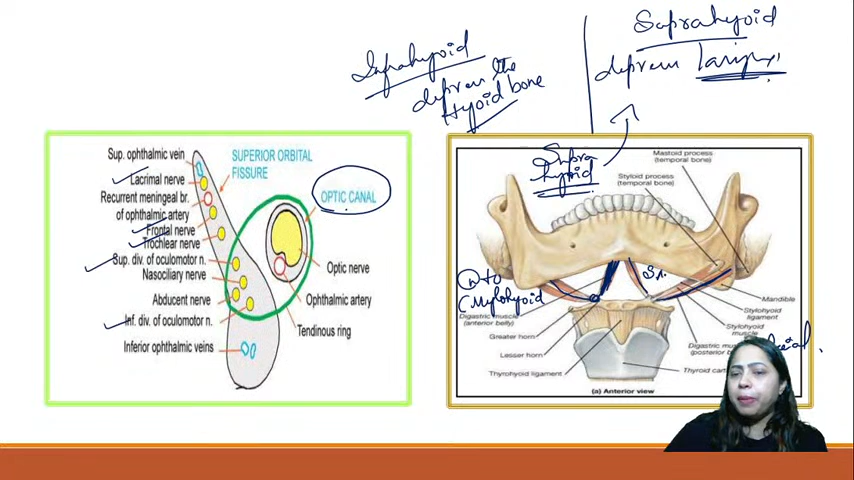 Infrahyoid
depress the
Hyoid bone
Suprahyoid
depress larynx
Sup. ophthalmic vein
Lacrimal nerve
Recurrent meningeal br.
of ophthalmic artery
Frontal nerve
Trochlear nerve
Sup. div. of oculomotor n.
Nasociliary nerve
Abducent nerve
Inf. div. of oculomotor n.
Inferior ophthalmic veins
SUPERIOR ORBITAL
FISSURE
OPTIC CANAL
Optic nerve
Ophthalmic artery
Tendinous ring
Supra
hyoid
Mastoid process
(temporal bone)
Styloid process
(temporal bone)
n to
Mylohyoid
Digastric muscle
(anterior belly)
Greater horn
Lesser horn
Thyrohyoid ligament
Mandible
Stylohyoid
ligament
Stylohyoid
muscle
Digastric muscle
(posterior
Thyroid
(a) Anterior view